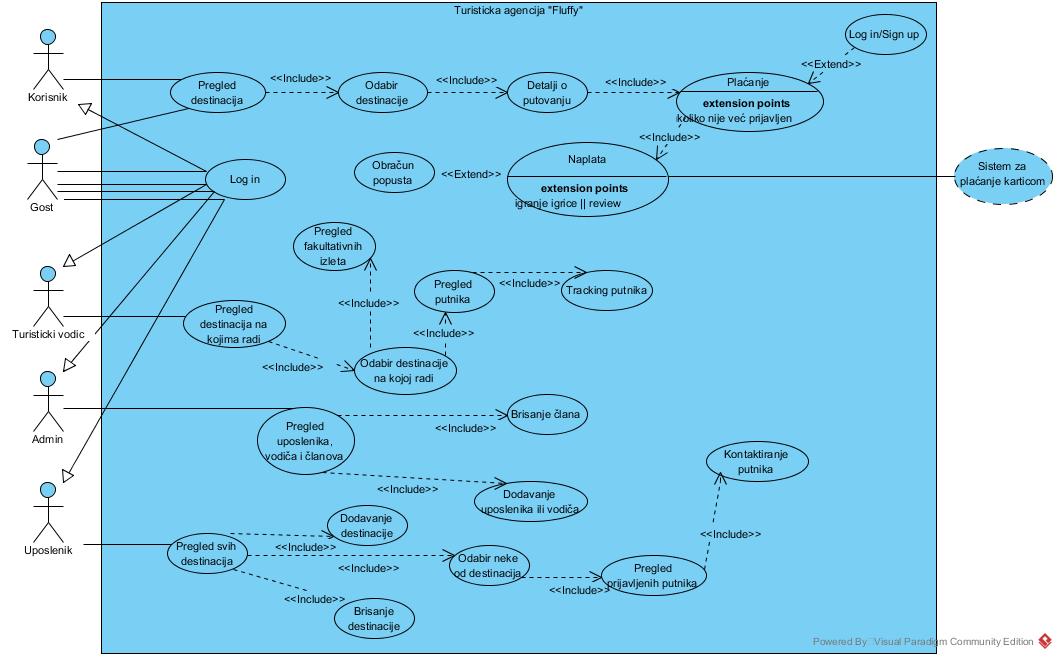 Turisticka agencija "Fluffy"
Log in/Sign up
<<Extend>>
Korisnik
Pregled
destinacija
<<Include>>
Odabir
destinacije
<<Include>>
Detalji o
putovanju
<<Include>>
Plaćanje
extension points
koliko nije već prijavljen
<<Include>>
Gost
Log in
Obračun
popusta
<<Extend>>
Naplata
extension points
igranje igrice || review
Sistem za
plaćanje karticom
Pregled
fakultativnih
izleta
<<Include>>
Pregled
putnika
<<Include>>
Tracking putnika
<<Include>>
Turisticki vodic
Pregled
destinacija na
kojima radi
<<Include>>
Odabir destinacije
na kojoj radi
Admin
Pregled
uposlenika,
vodiča i članova
<<Include>>
Brisanje člana
<<Include>>
Dodavanje
uposlenika ili vodiča
Kontaktiranje
putnika
<<Include>>
Uposlenik
Pregled svih
destinacija
Dodavanje
destinacije
<<Include>>
<<Include>>
Odabir neke
od destinacija
<<Include>>
Pregled
prijavljenih putnika
<<Include>>
Brisanje
destinacije
Powered By Visual Paradigm Community Edition